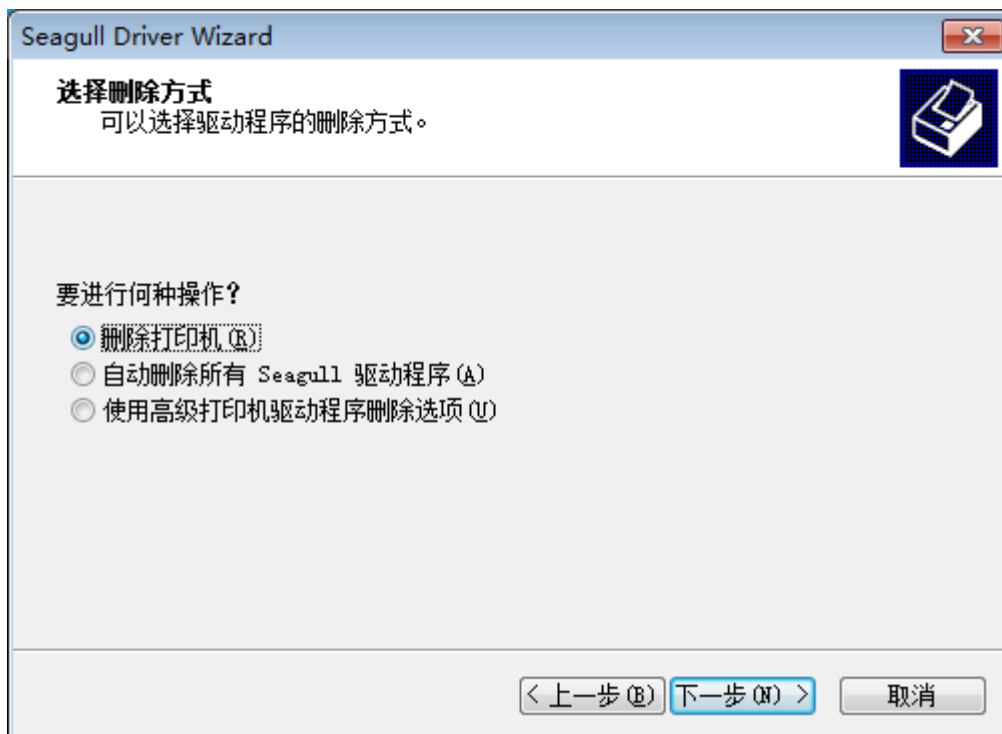 Seagull Driver Wizard
选择删除方式
可以选择驱动程序的删除方式。
要进行何种操作?
删除打印机(R)
自动删除所有 Seagull 驱动程序(A)
使用高级打印机驱动程序删除选项(U)
< 上一步(B) 下一步(N) > 取消